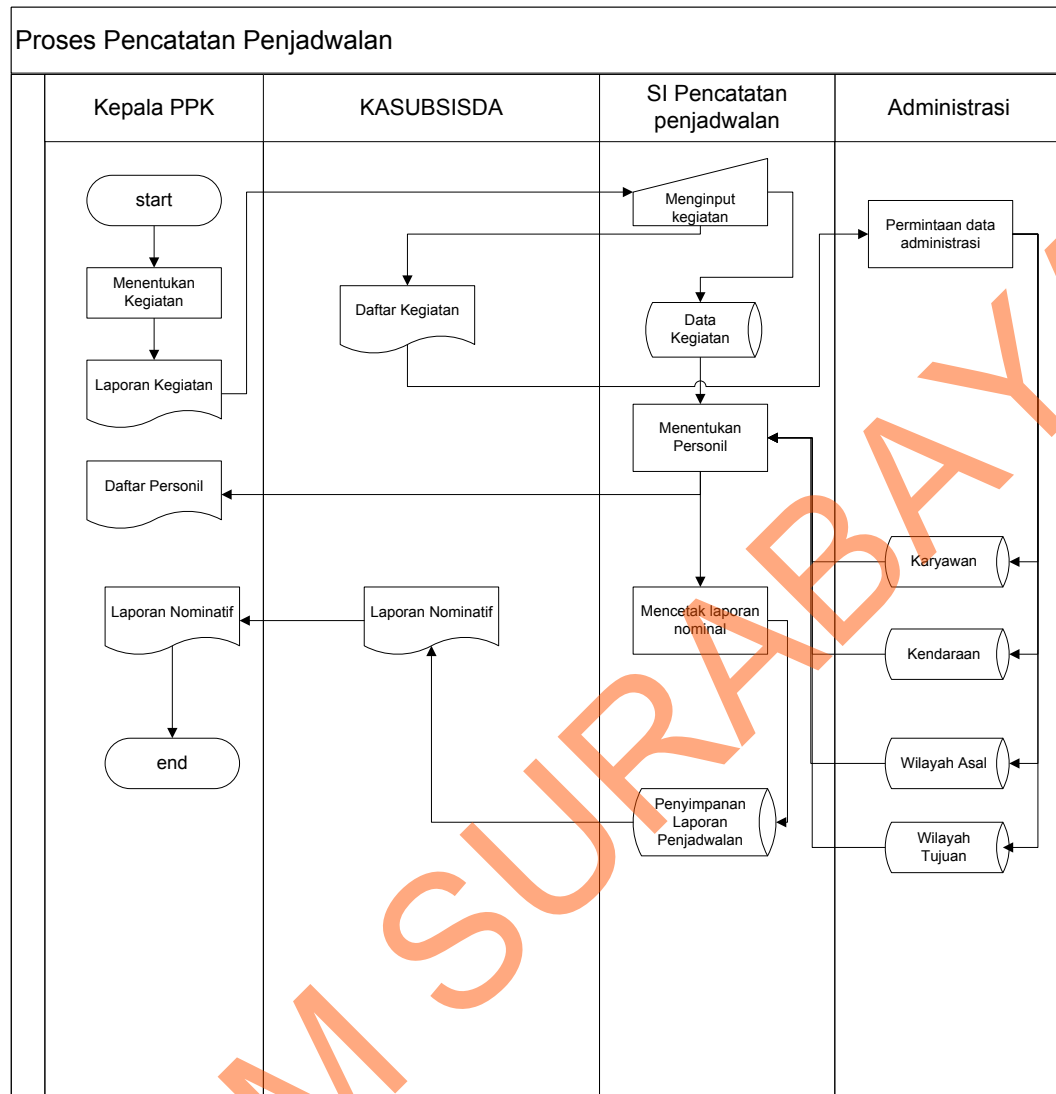 Proses Pencatatan Penjadwalan
Kepala PPK
KASUBSISDA
SI Pencatatan
penjadwalan
Administrasi
start
Menentukan
Kegiatan
Laporan Kegiatan
Daftar Personil
Laporan Nominatif
end
Daftar Kegiatan
Laporan Nominatif
Menginput
kegiatan
Data
Kegiatan
Menentukan
Personil
Mencetak laporan
nominal
Penyimpanan
Laporan
Penjadwalan
Permintaan data
administrasi
Karyawan
Kendaraan
Wilayah Asal
Wilayah
Tujuan
M SURABAY